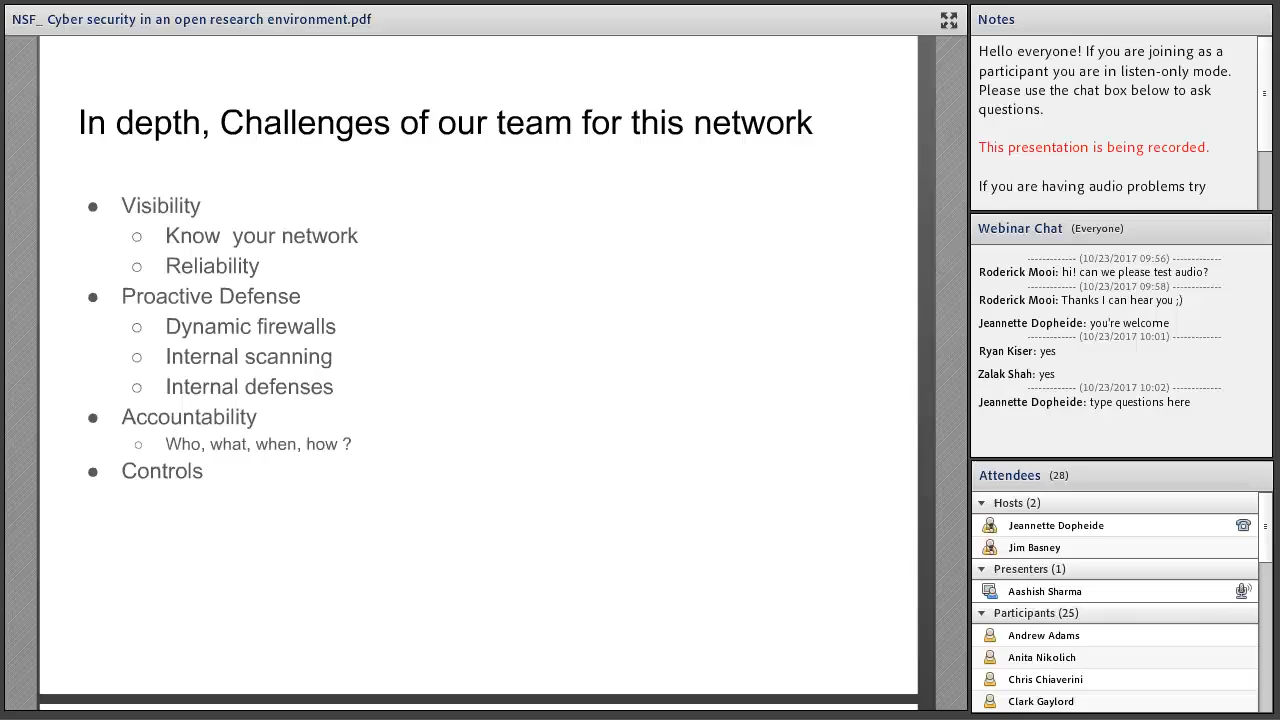 NSF_ Cyber security in an open research environment.pdf
In depth, Challenges of our team for this network
● Visibility
○ Know  your network
○ Reliability
● Proactive Defense
○ Dynamic firewalls
○ Internal scanning
○ Internal defenses
● Accountability
○ Who, what, when, how ?
● Controls
Notes
Hello everyone! If you are joining as a
participant you are in listen-only mode.
Please use the chat box below to ask
questions.
This presentation is being recorded.
If you are having audio problems try
Webinar Chat (Everyone)
------------ (10/23/2017 09:56) -------------
Roderick Mooi: hi! can we please test audio?
------------ (10/23/2017 09:58) -------------
Roderick Mooi: Thanks I can hear you ;)
Jeannette Dopheide: you're welcome
------------ (10/23/2017 10:01) -------------
Ryan Kiser: yes
Zalak Shah: yes
------------ (10/23/2017 10:02) -------------
Jeannette Dopheide: type questions here
Attendees (28)
Hosts (2)
Jeannette Dopheide
Jim Basney
Presenters (1)
Aashish Sharma
Participants (25)
Andrew Adams
Anita Nikolich
Chris Chiaverini
Clark Gaylord